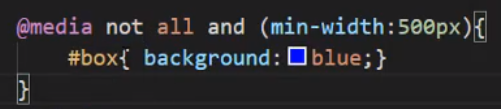 @media not all and (min-width:500px){
#box{ background:blue;}
}